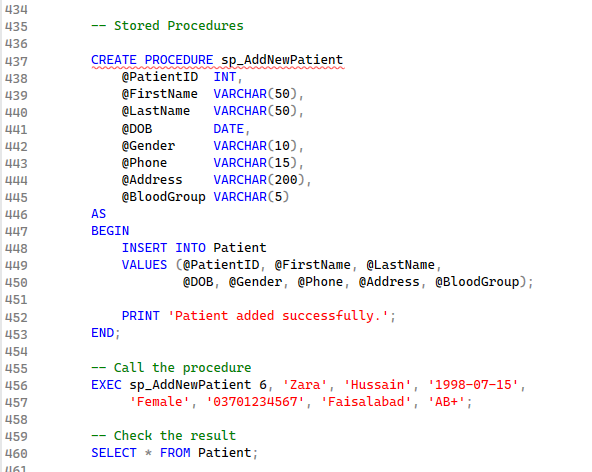 434
435 -- Stored Procedures
436
437 CREATE PROCEDURE sp_AddNewPatient
438 @PatientID INT,
439 @FirstName VARCHAR(50),
440 @LastName VARCHAR(50),
441 @DOB DATE,
442 @Gender VARCHAR(10),
443 @Phone VARCHAR(15),
444 @Address VARCHAR(200),
445 @BloodGroup VARCHAR(5)
446 AS
447 BEGIN
448 INSERT INTO Patient
449 VALUES (@PatientID, @FirstName, @LastName,
450 @DOB, @Gender, @Phone, @Address, @BloodGroup);
451
452 PRINT 'Patient added successfully.';
453 END;
454
455 -- Call the procedure
456 EXEC sp_AddNewPatient 6, 'Zara', 'Hussain', '1998-07-15',
457 'Female', '03701234567', 'Faisalabad', 'AB+';
458
459 -- Check the result
460 SELECT * FROM Patient;
461